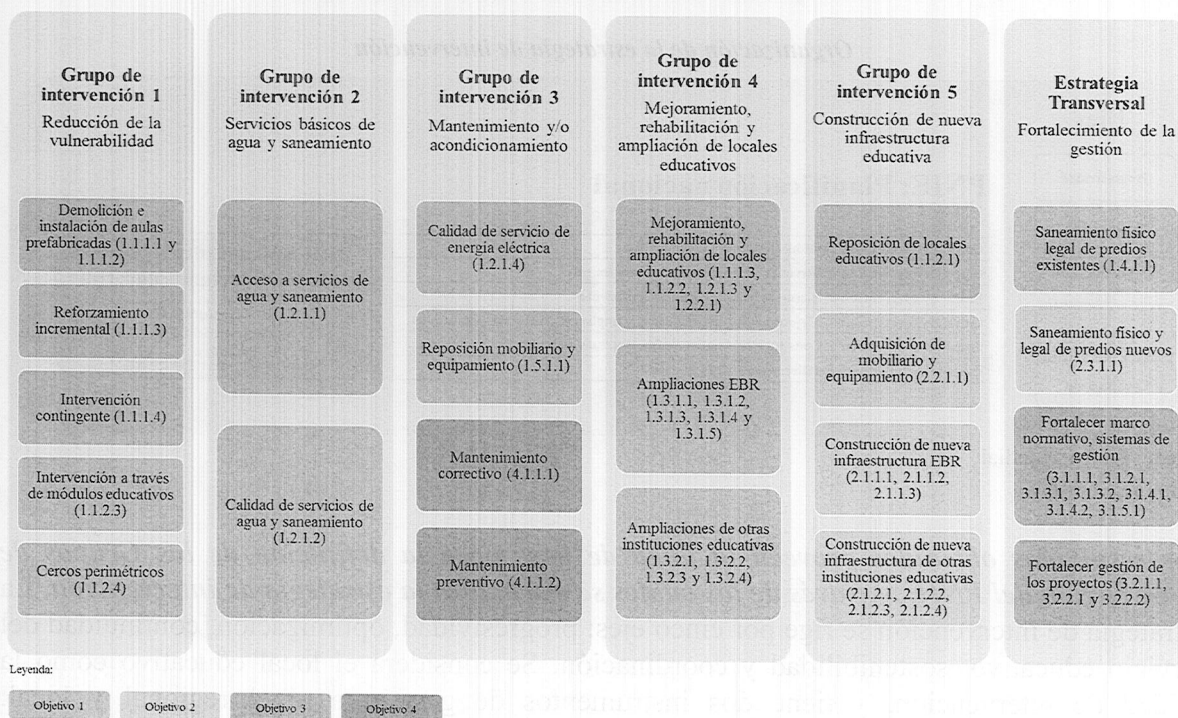 Grupo de
intervención 1
Reducción de la
vulnerabilidad
Demolición e
instalación de aulas
prefabricadas (1.1.1.1 y
1.1.1.2)
Reforzamiento
incremental (1.1.1.3)
Intervención
contingente (1.1.1.4)
Intervención a través
de módulos educativos
(1.1.2.3)
Cercos perimétricos
(1.1.2.4)
Grupo de
intervención 2
Servicios básicos de
agua y saneamiento
Acceso a servicios de
agua y saneamiento
(1.2.1.1)
Calidad de servicios de
agua y saneamiento
(1.2.1.2)
Grupo de
intervención 3
Mantenimiento y/o
acondicionamiento
Calidad de servicio de
energía eléctrica
(1.2.1.4)
Reposición mobiliario y
equipamiento (1.5.1.1)
Mantenimiento
correctivo (4.1.1.1)
Mantenimiento
preventivo (4.1.1.2)
Grupo de
intervención 4
Mejoramiento,
rehabilitación y
ampliación de locales
educativos
Mejoramiento,
rehabilitación y
ampliación de locales
educativos (1.1.1.3,
1.1.2.2, 1.2.1.3 y
1.2.2.1)
Ampliaciones EBR
(1.3.1.1, 1.3.1.2,
1.3.1.3, 1.3.1.4 y
1.3.1.5)
Ampliaciones de otras
instituciones educativas
(1.3.2.1, 1.3.2.2,
1.3.2.3 y 1.3.2.4)
Grupo de
intervención 5
Construcción de nueva
infraestructura
educativa
Reposición de locales
educativos (1.1.2.1)
Adquisición de
mobiliario y
equipamiento (2.2.1.1)
Construcción de nueva
infraestructura EBR
(2.1.1.1, 2.1.1.2,
2.1.1.3)
Construcción de nueva
infraestructura de otras
instituciones educativas
(2.1.2.1, 2.1.2.2,
2.1.2.3, 2.1.2.4)
Estrategia
Transversal
Fortalecimiento de la
gestión
Saneamiento físico
legal de predios
existentes (1.4.1.1)
Saneamiento físico y
legal de predios nuevos
(2.3.1.1)
Fortalecer marco
normativo, sistemas de
gestión
(3.1.1.1, 3.1.2.1,
3.1.3.1, 3.1.3.2, 3.1.4.1,
3.1.4.2, 3.1.5.1)
Fortalecer gestión de
los proyectos (3.2.1.1,
3.2.2.1 y 3.2.2.2)
Leyenda:
Objetivo 1
Objetivo 2
Objetivo 3
Objetivo 4